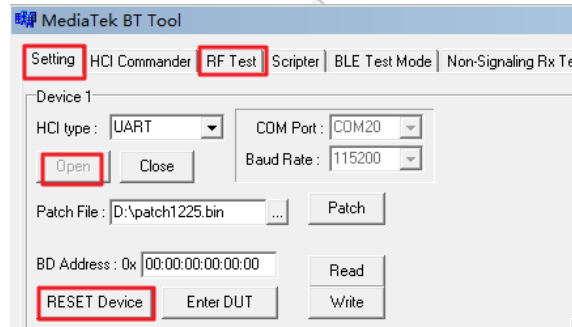 MediaTek BT Tool
Setting HCI Commander RF Test Scripter BLE Test Mode Non-Signaling Rx Te
Device 1
HCI type : UART COM Port : COM20
Open Close Baud Rate : 115200
Patch File : D:\patch1225.bin ... Patch
BD Address : 0x 00:00:00:00:00:00 Read
RESET Device Enter DUT Write